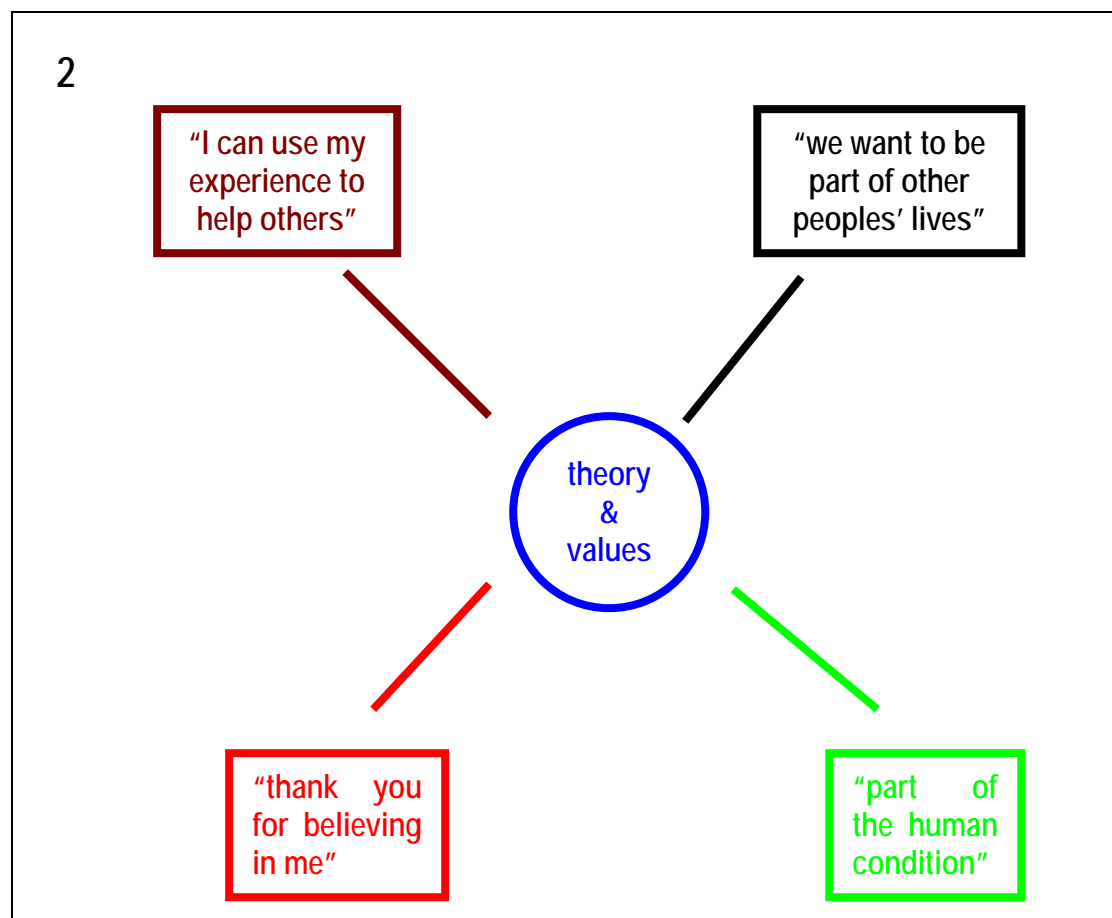 2
“I can use my
experience to
help others”
“we want to be
part of other
peoples’ lives”
theory
&
values
“thank you
for believing
in me”
“part of
the human
condition”